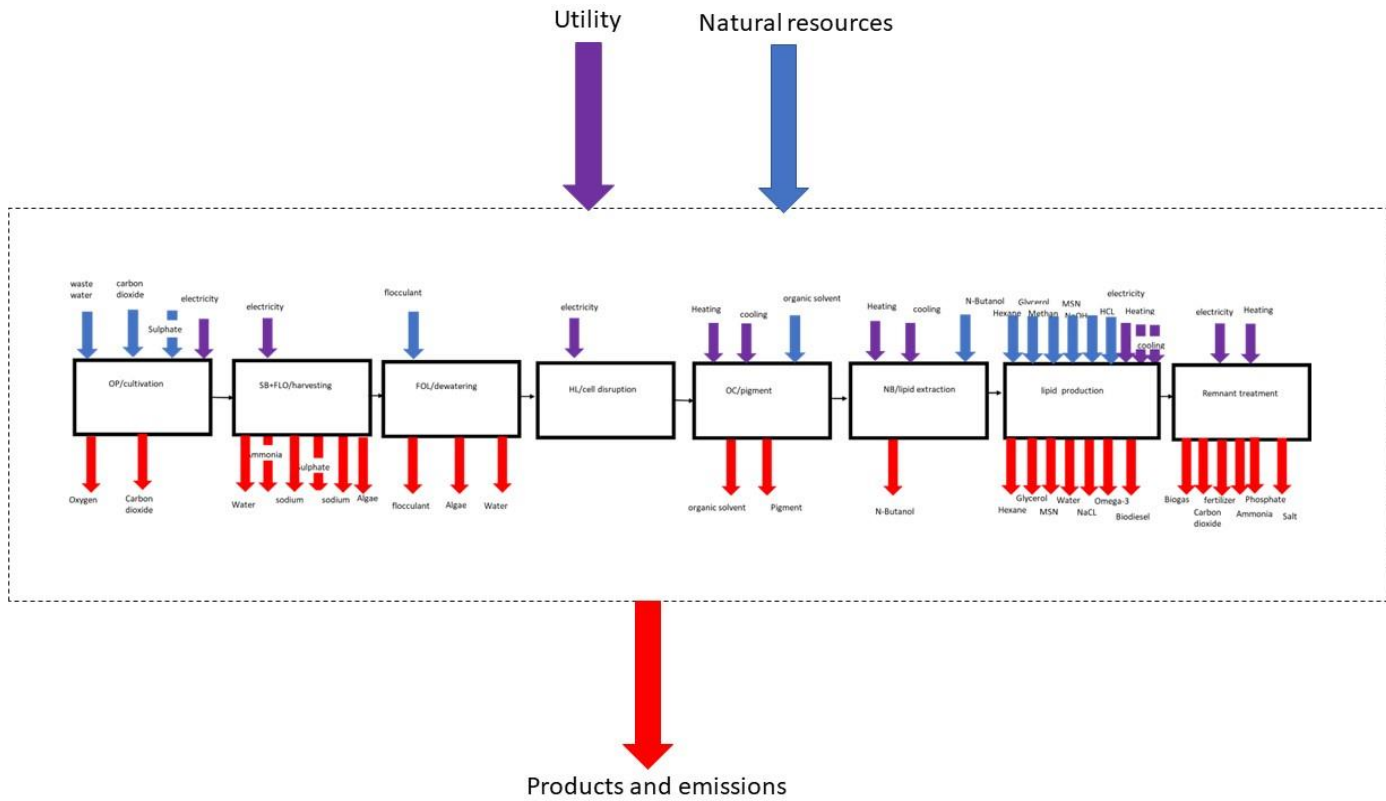 Utility
Natural resources
waste
water
carbon
dioxide
Sulphate
electricity
electricity
flocculant
electricity
Heating
cooling
organic solvent
Heating
cooling
N-Butanol
Hexane
Glycerol
Methan
MSN
NaOH
HCL
electricity
Heating
cooling
electricity
Heating
OP/cultivation
SB+FLO/harvesting
FOL/dewatering
HL/cell disruption
OC/pigment
NB/lipid extraction
lipid production
Remnant treatment
Oxygen
Carbon
dioxide
Water
Ammonia
sodium
Sulphate
sodium
Algae
flocculant
Algae
Water
organic solvent
Pigment
N-Butanol
Hexane
Glycerol
MSN
Water
NaCL
Omega-3
Biodiesel
Biogas
Carbon
dioxide
fertilizer
Ammonia
Phosphate
Salt
Products and emissions